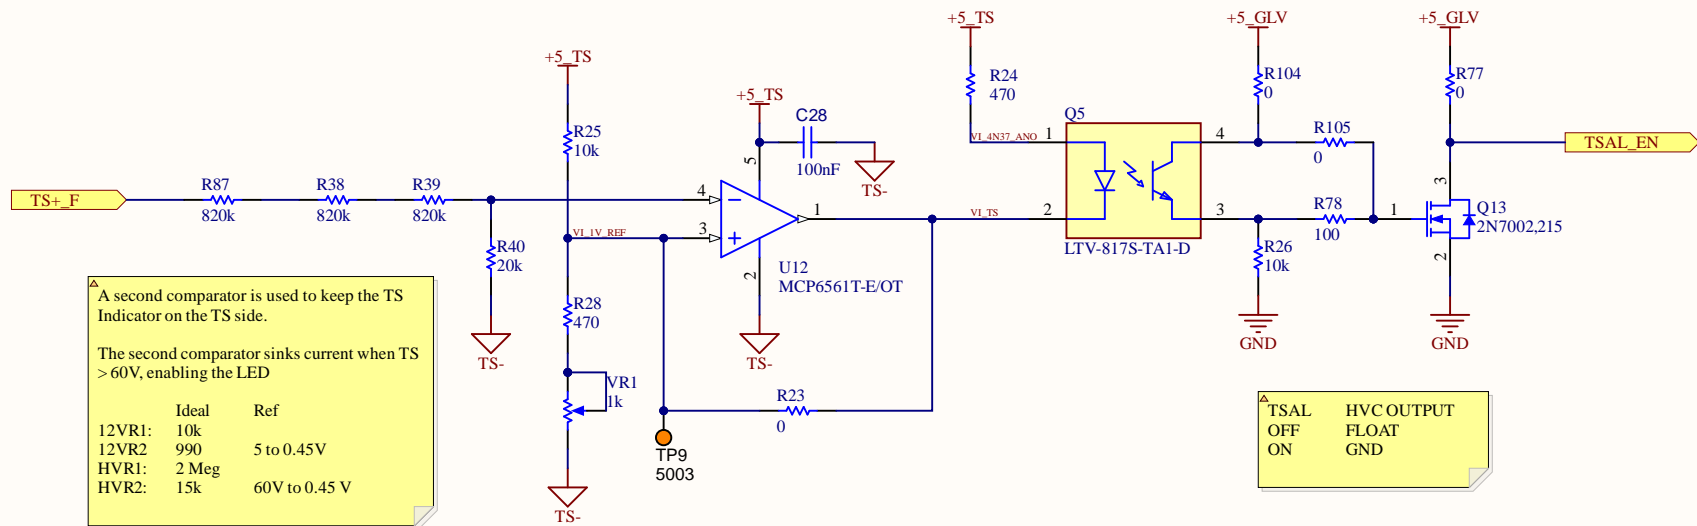 +5_TS
+5_GLV
+5_GLV
+5_TS
R24
470
R104
0
R77
0
+5_TS
C28
100nF
TS-
Q5
VI_4N37_ANO
1
4
R105
0
TSAL_EN
R25
10k
5
TS+_F
R87
820k
R38
820k
R39
820k
4
3
1
VI_TS
2
3
R78
100
1
3
Q13
2N7002,215
2
VI_1V_REF
R40
20k
TS-
2
U12
MCP6561T-E/OT
TS-
LTV-817S-TA1-D
R26
10k
GND
GND
R28
470
VR1
1k
TS-
R23
0
TP9
5003
A second comparator is used to keep the TS
Indicator on the TS side.
The second comparator sinks current when TS
> 60V, enabling the LED
Ideal Ref
12VR1: 10k
12VR2 990 5 to 0.45V
HVR1: 2 Meg
HVR2: 15k 60V to 0.45 V
TSAL HVC OUTPUT
OFF FLOAT
ON GND